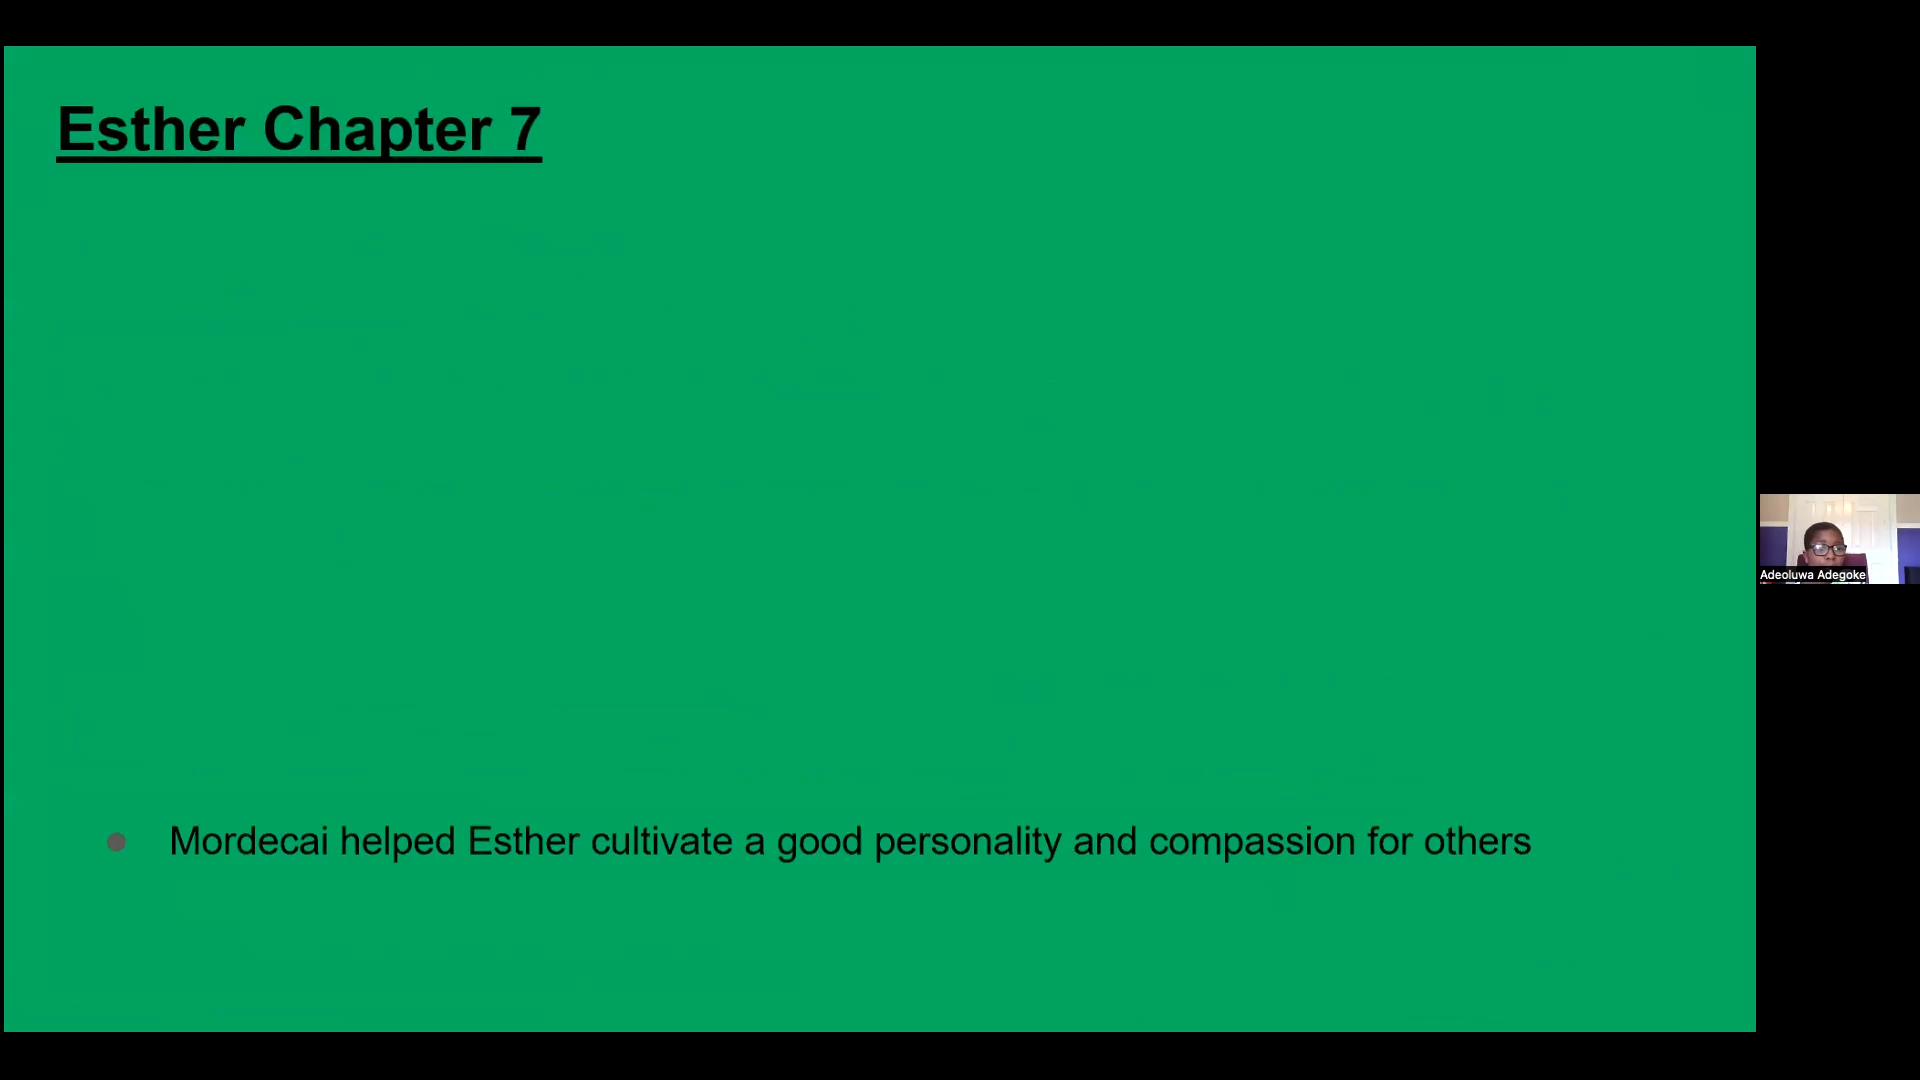 Esther Chapter 7
Mordecai helped Esther cultivate a good personality and compassion for others
Adeoluwa Adegoke